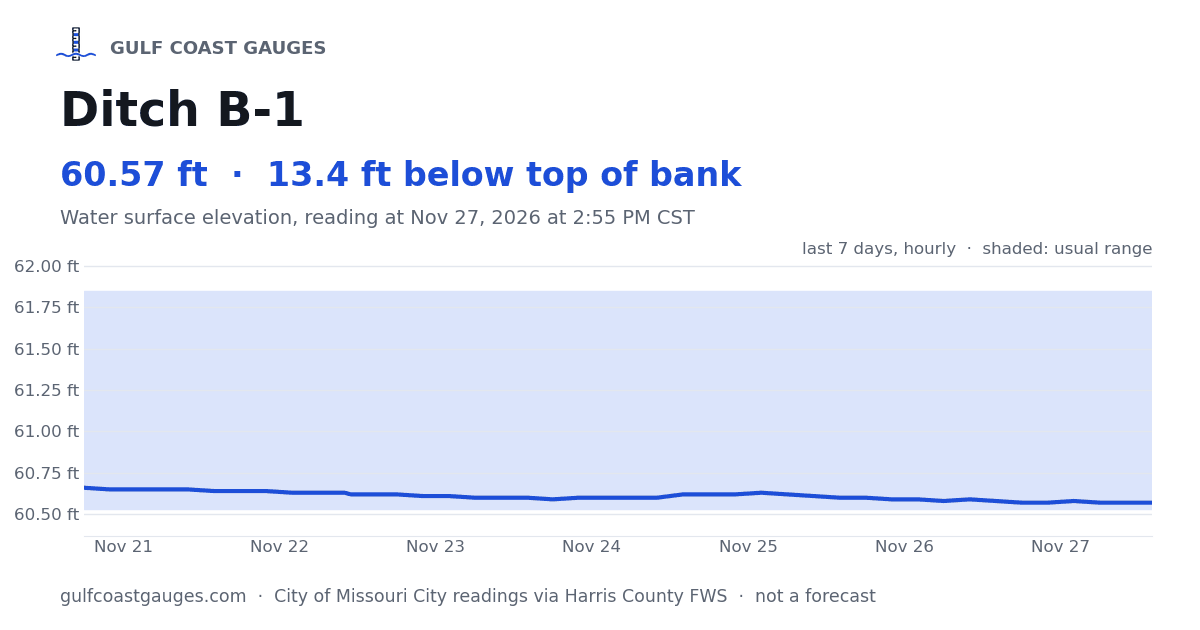 GULF COAST GAUGES
Ditch B-1
60.57 ft · 13.4 ft below top of bank
Water surface elevation, reading at Nov 27, 2026 at 2:55 PM CST
last 7 days, hourly · shaded: usual range
62.00 ft
61.75 ft
61.50 ft
61.25 ft
61.00 ft
60.75 ft
60.50 ft
Nov 21 Nov 22 Nov 23 Nov 24 Nov 25 Nov 26 Nov 27
gulfcoastgauges.com · City of Missouri City readings via Harris County FWS · not a forecast